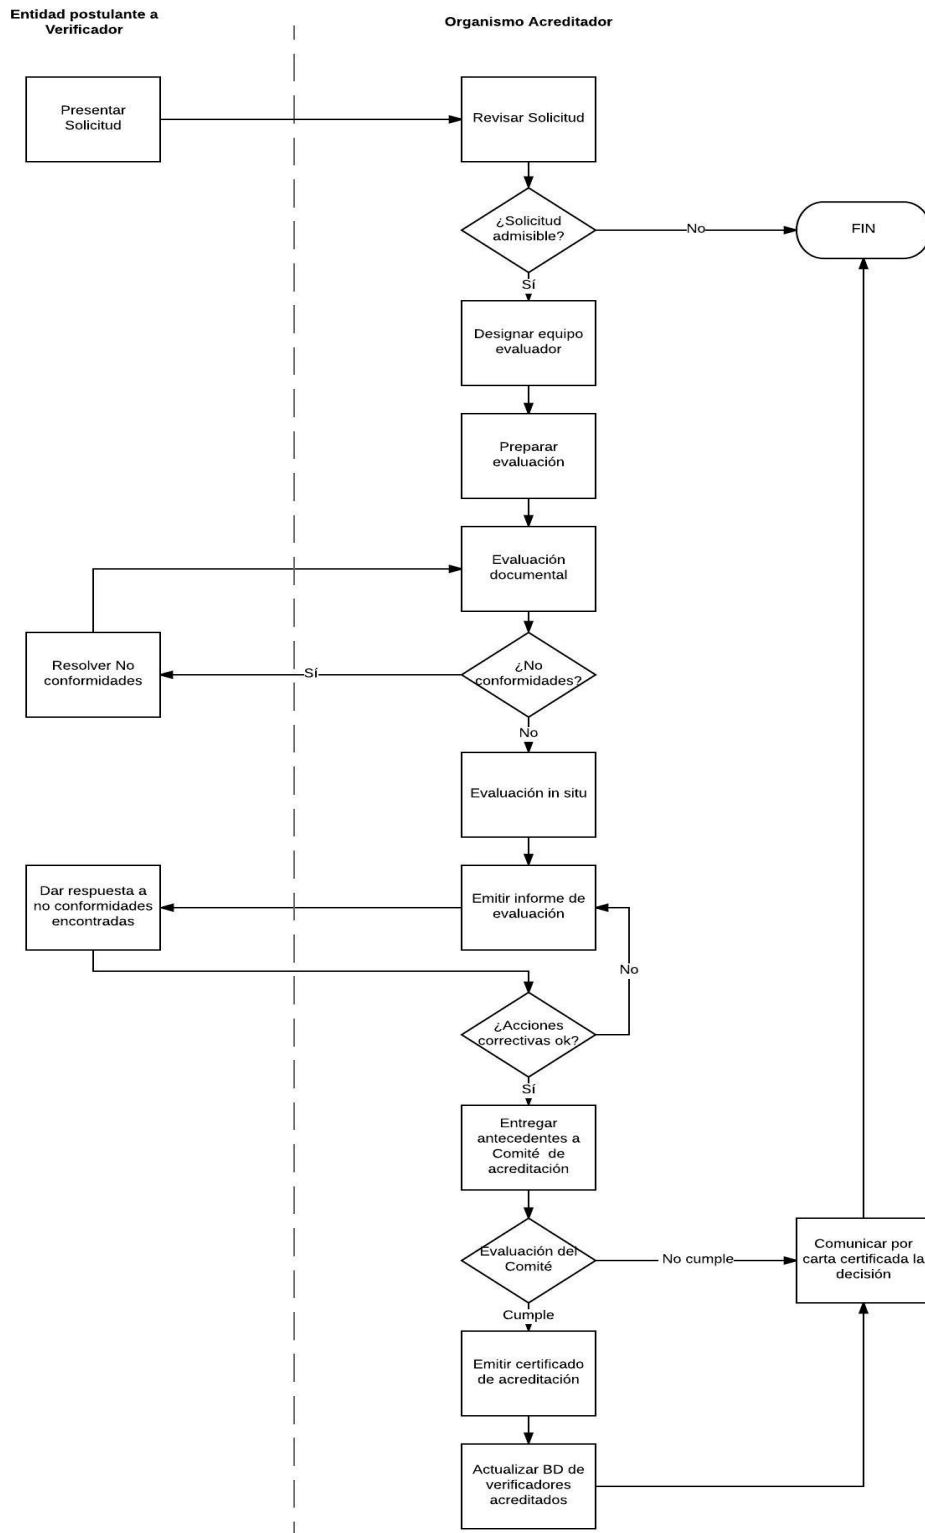 Entidad postulante a
Verificador
Organismo Acreditador
Presentar
Solicitud
Revisar Solicitud
¿Solicitud
admisible?
No
FIN
Sí
Designar equipo
evaluador
Preparar
evaluación
Evaluación
documental
Resolver No
conformidades
Sí
¿No
conformidades?
No
Evaluación in situ
Dar respuesta a
no conformidades
encontradas
Emitir informe de
evaluación
No
¿Acciones
correctivas ok?
Sí
Entregar
antecedentes a
Comité de
acreditación
Evaluación del
Comité
No cumple
Comunicar por
carta certificada la
decisión
Cumple
Emitir certificado
de acreditación
Actualizar BD de
verificadores
acreditados